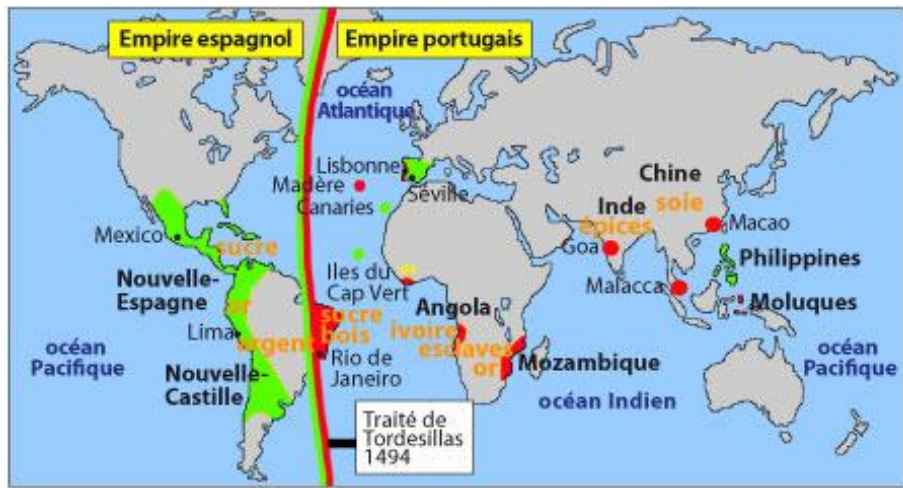 Empire espagnol
Empire portugais
océan
Atlantique
Lisbonne
Madère
Séville
Canaries
Chine
Inde
soie
épices
Macao
Goa
Mexico
sucre
Iles du
Cap Vert
Philippines
Malacca
Nouvelle-
Espagne
or
Angola
Moluques
Lima
argent
sucre
bois
ivoire
esclaves
or
Mozambique
océan
Pacifique
Rio de
Janeiro
océan
Pacifique
Nouvelle-
Castille
océan Indien
Traité de
Tordesillas
1494